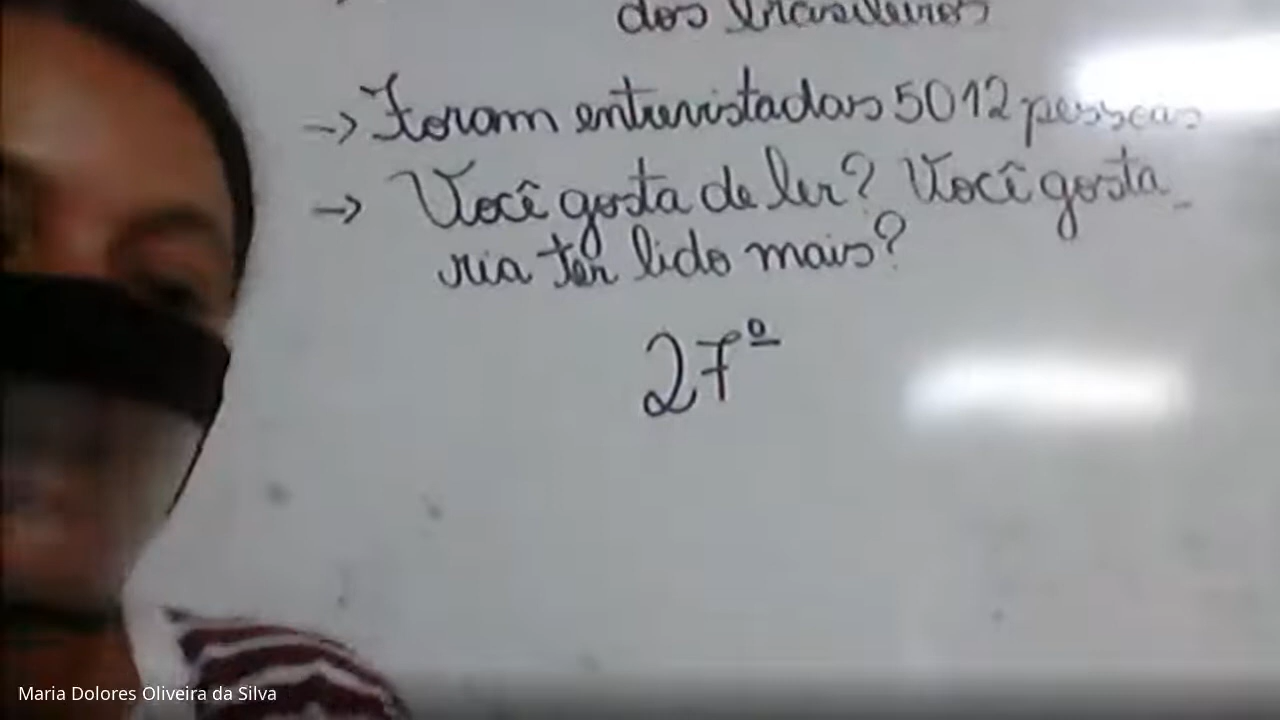 dos brasileiros
→ Foram entrevistadas 5012 pessoas
→ Você gosta de ler? Você gosta_
ria ter lido mais?
27º
Maria Dolores Oliveira da Silva